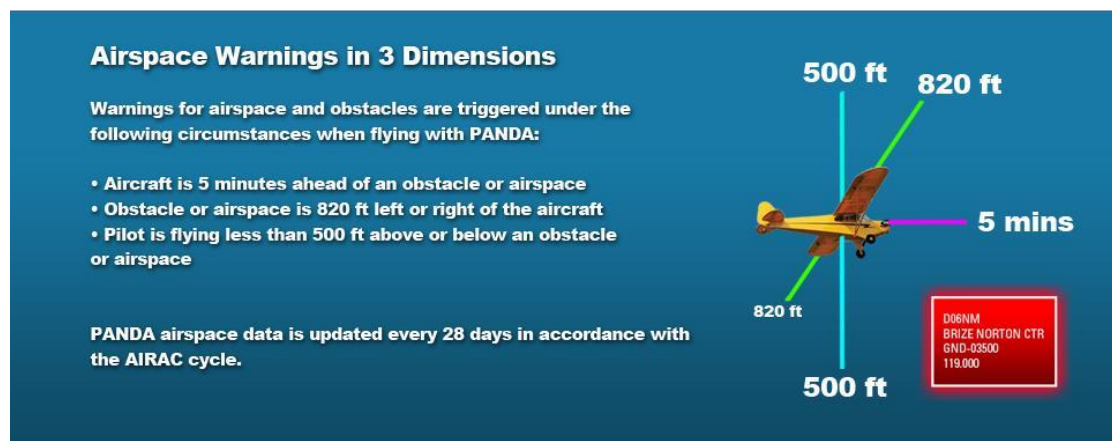 Airspace Warnings in 3 Dimensions
Warnings for airspace and obstacles are triggered under the
following circumstances when flying with PANDA:
• Aircraft is 5 minutes ahead of an obstacle or airspace
• Obstacle or airspace is 820 ft left or right of the aircraft
• Pilot is flying less than 500 ft above or below an obstacle
or airspace
PANDA airspace data is updated every 28 days in accordance with
the AIRAC cycle.
500 ft
820 ft
5 mins
820 ft
500 ft
D06NM
BRIZE NORTON CTR
GND-03500
119.000